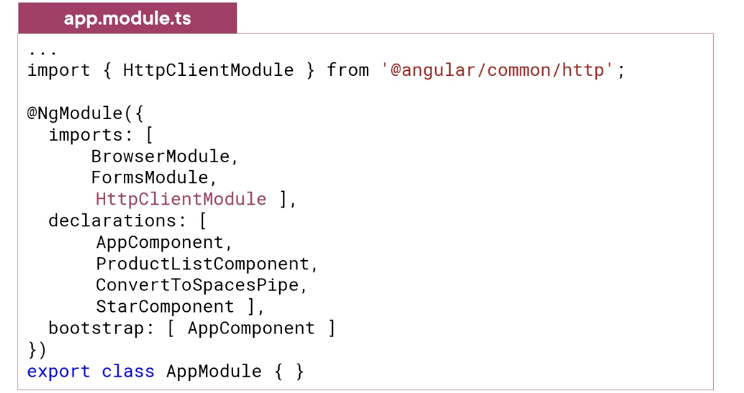 app.module.ts
...
import { HttpClientModule } from '@angular/common/http';
@NgModule({
imports: [
BrowserModule,
FormsModule,
HttpClientModule ],
declarations: [
AppComponent,
ProductListComponent,
ConvertToSpacesPipe,
StarComponent ],
bootstrap: [ AppComponent ]
})
export class AppModule { }